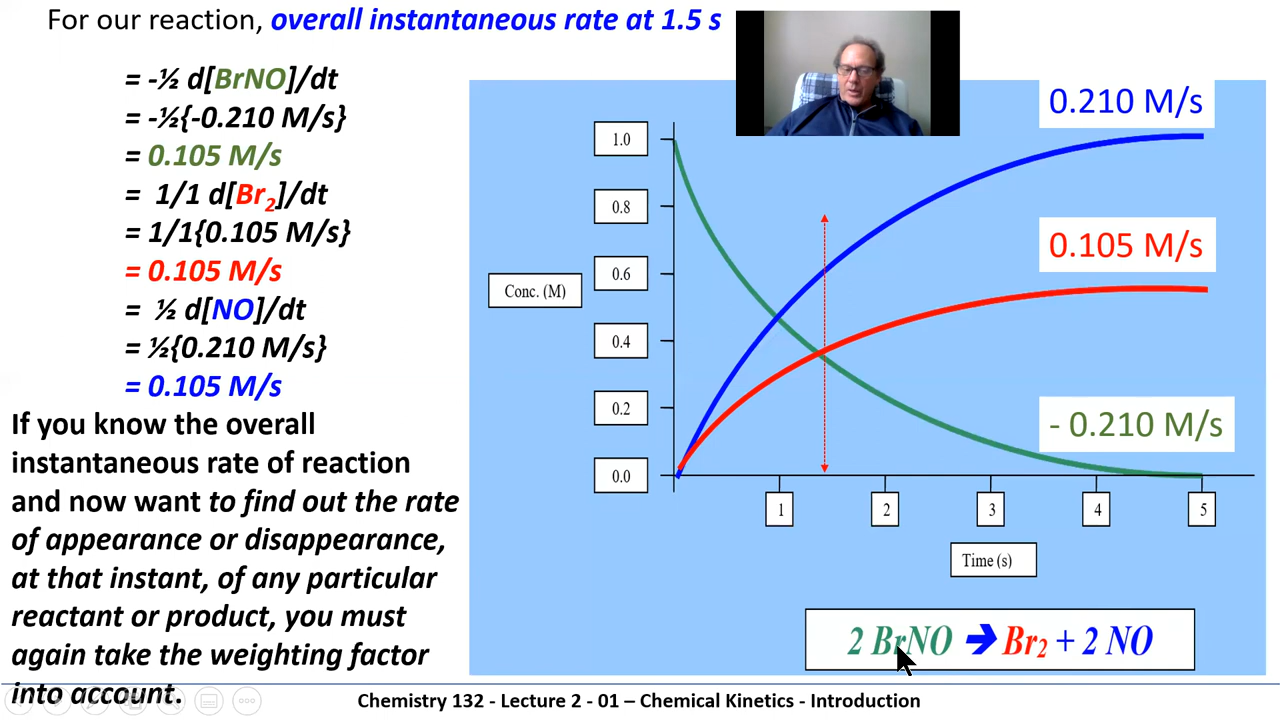 For our reaction, overall instantaneous rate at 1.5 s
= -½ d[BrNO]/dt
= -½{-0.210 M/s}
= 0.105 M/s
= 1/1 d[Br₂]/dt
= 1/1{0.105 M/s}
= 0.105 M/s
= ½ d[NO]/dt
= ½{0.210 M/s}
= 0.105 M/s
If you know the overall
instantaneous rate of reaction
and now want to find out the rate
of appearance or disappearance,
at that instant, of any particular
reactant or product, you must
again take the weighting factor
into account.
0.210 M/s
0.105 M/s
- 0.210 M/s
Conc. (M)
1.0
0.8
0.6
0.4
0.2
0.0
1 2 3 4 5
Time (s)
2 BrNO ➔ Br₂ + 2 NO
Chemistry 132 - Lecture 2 - 01 – Chemical Kinetics - Introduction